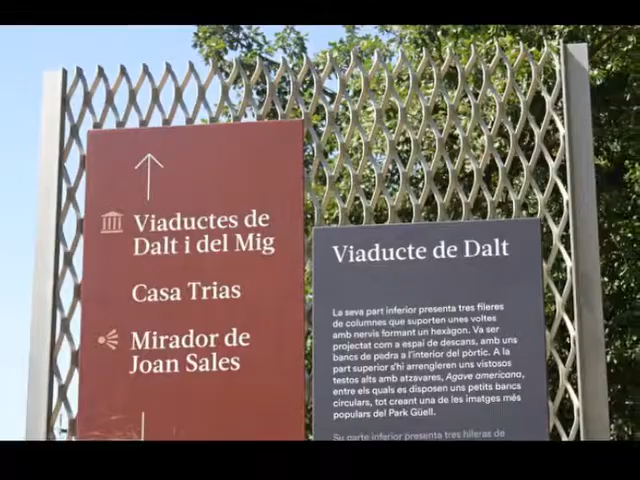 Viaductes de
Dalt i del Mig
Casa Trias
Mirador de
Joan Sales
Viaducte de Dalt
La seva part inferior presenta tres fileres
de columnes que suporten unes voltes
amb nervis formant un hexàgon. Va ser
projectat com a espai de descans, amb uns
bancs de pedra a l'interior del pòrtic. A la
part superior s'hi arrengleren uns vistosos
testos alts amb atzavares, Agave americana,
entre els quals es disposen uns petits bancs
circulars, tot creant una de les imatges més
populars del Park Güell.
Su parte inferior presenta tres hileras de